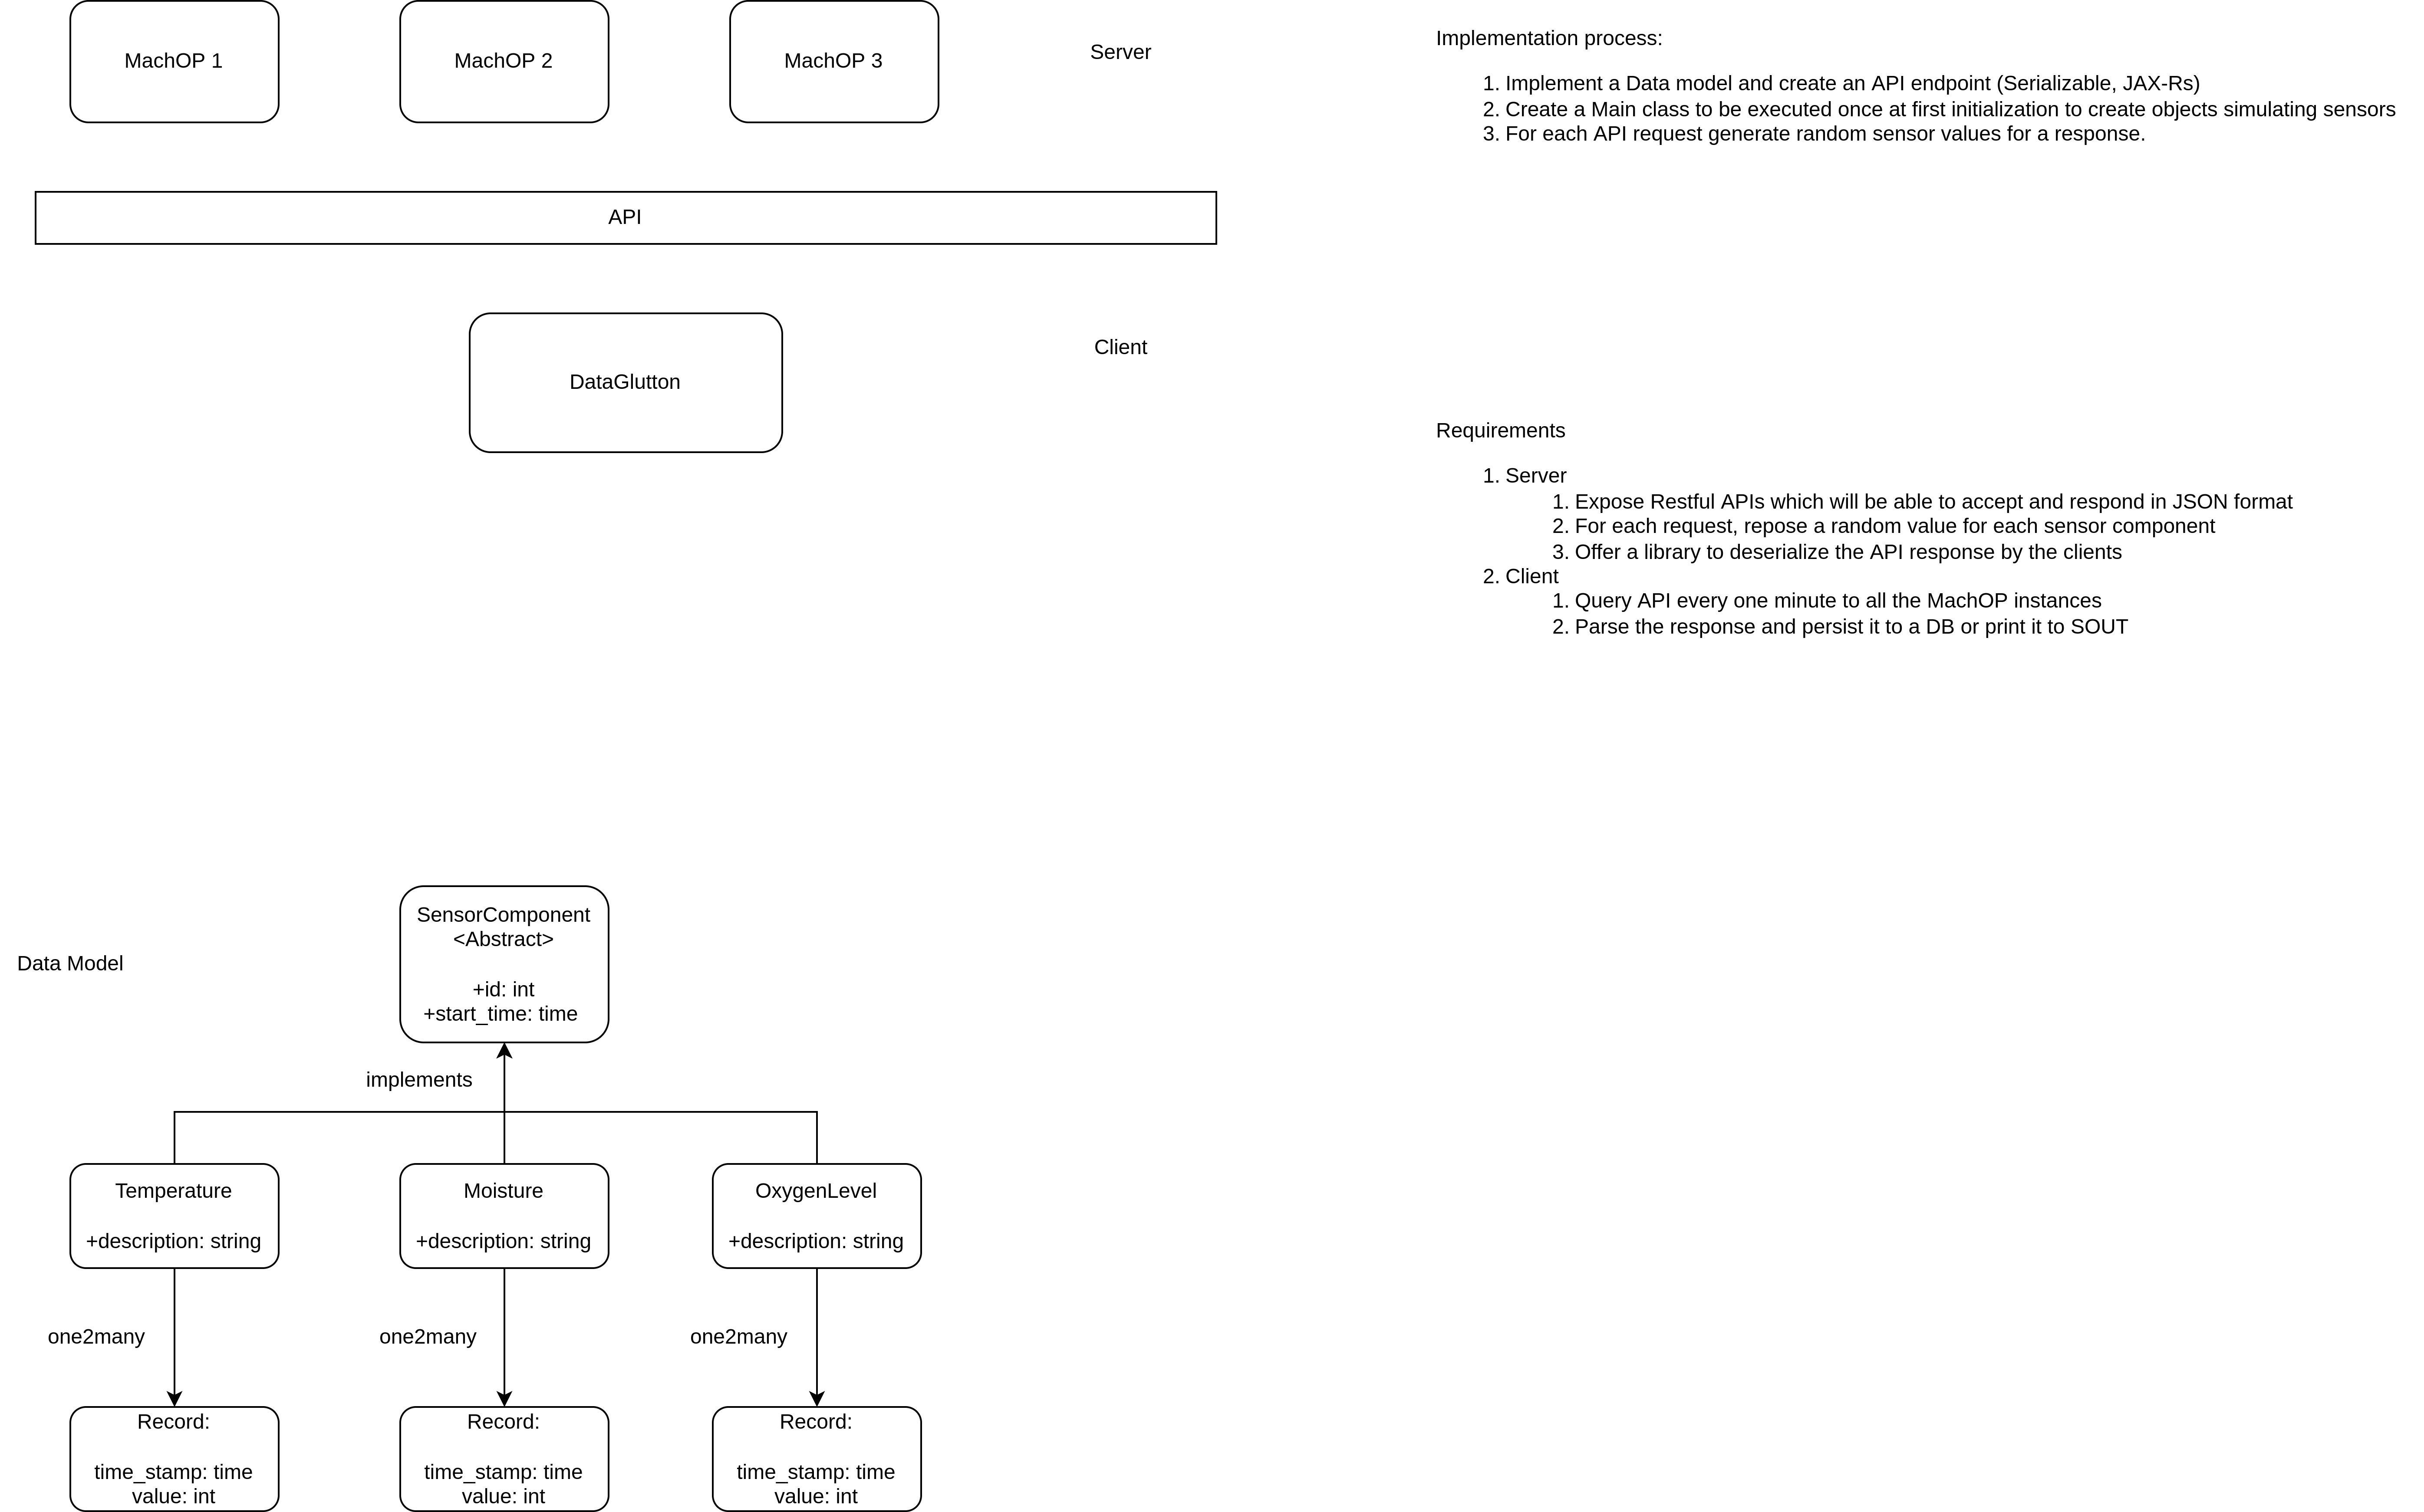 MachOP 1
MachOP 2
MachOP 3
Server
API
DataGlutton
Client
Implementation process:
1. Implement a Data model and create an API endpoint (Serializable, JAX-Rs)
2. Create a Main class to be executed once at first initialization to create objects simulating sensors
3. For each API request generate random sensor values for a response.
Requirements
1. Server
1. Expose Restful APIs which will be able to accept and respond in JSON format
2. For each request, repose a random value for each sensor component
3. Offer a library to deserialize the API response by the clients
2. Client
1. Query API every one minute to all the MachOP instances
2. Parse the response and persist it to a DB or print it to SOUT
Data Model
SensorComponent
<Abstract>
+id: int
+start_time: time
implements
Temperature
+description: string
Moisture
+description: string
OxygenLevel
+description: string
one2many
one2many
one2many
Record:
time_stamp: time
value: int
Record:
time_stamp: time
value: int
Record:
time_stamp: time
value: int